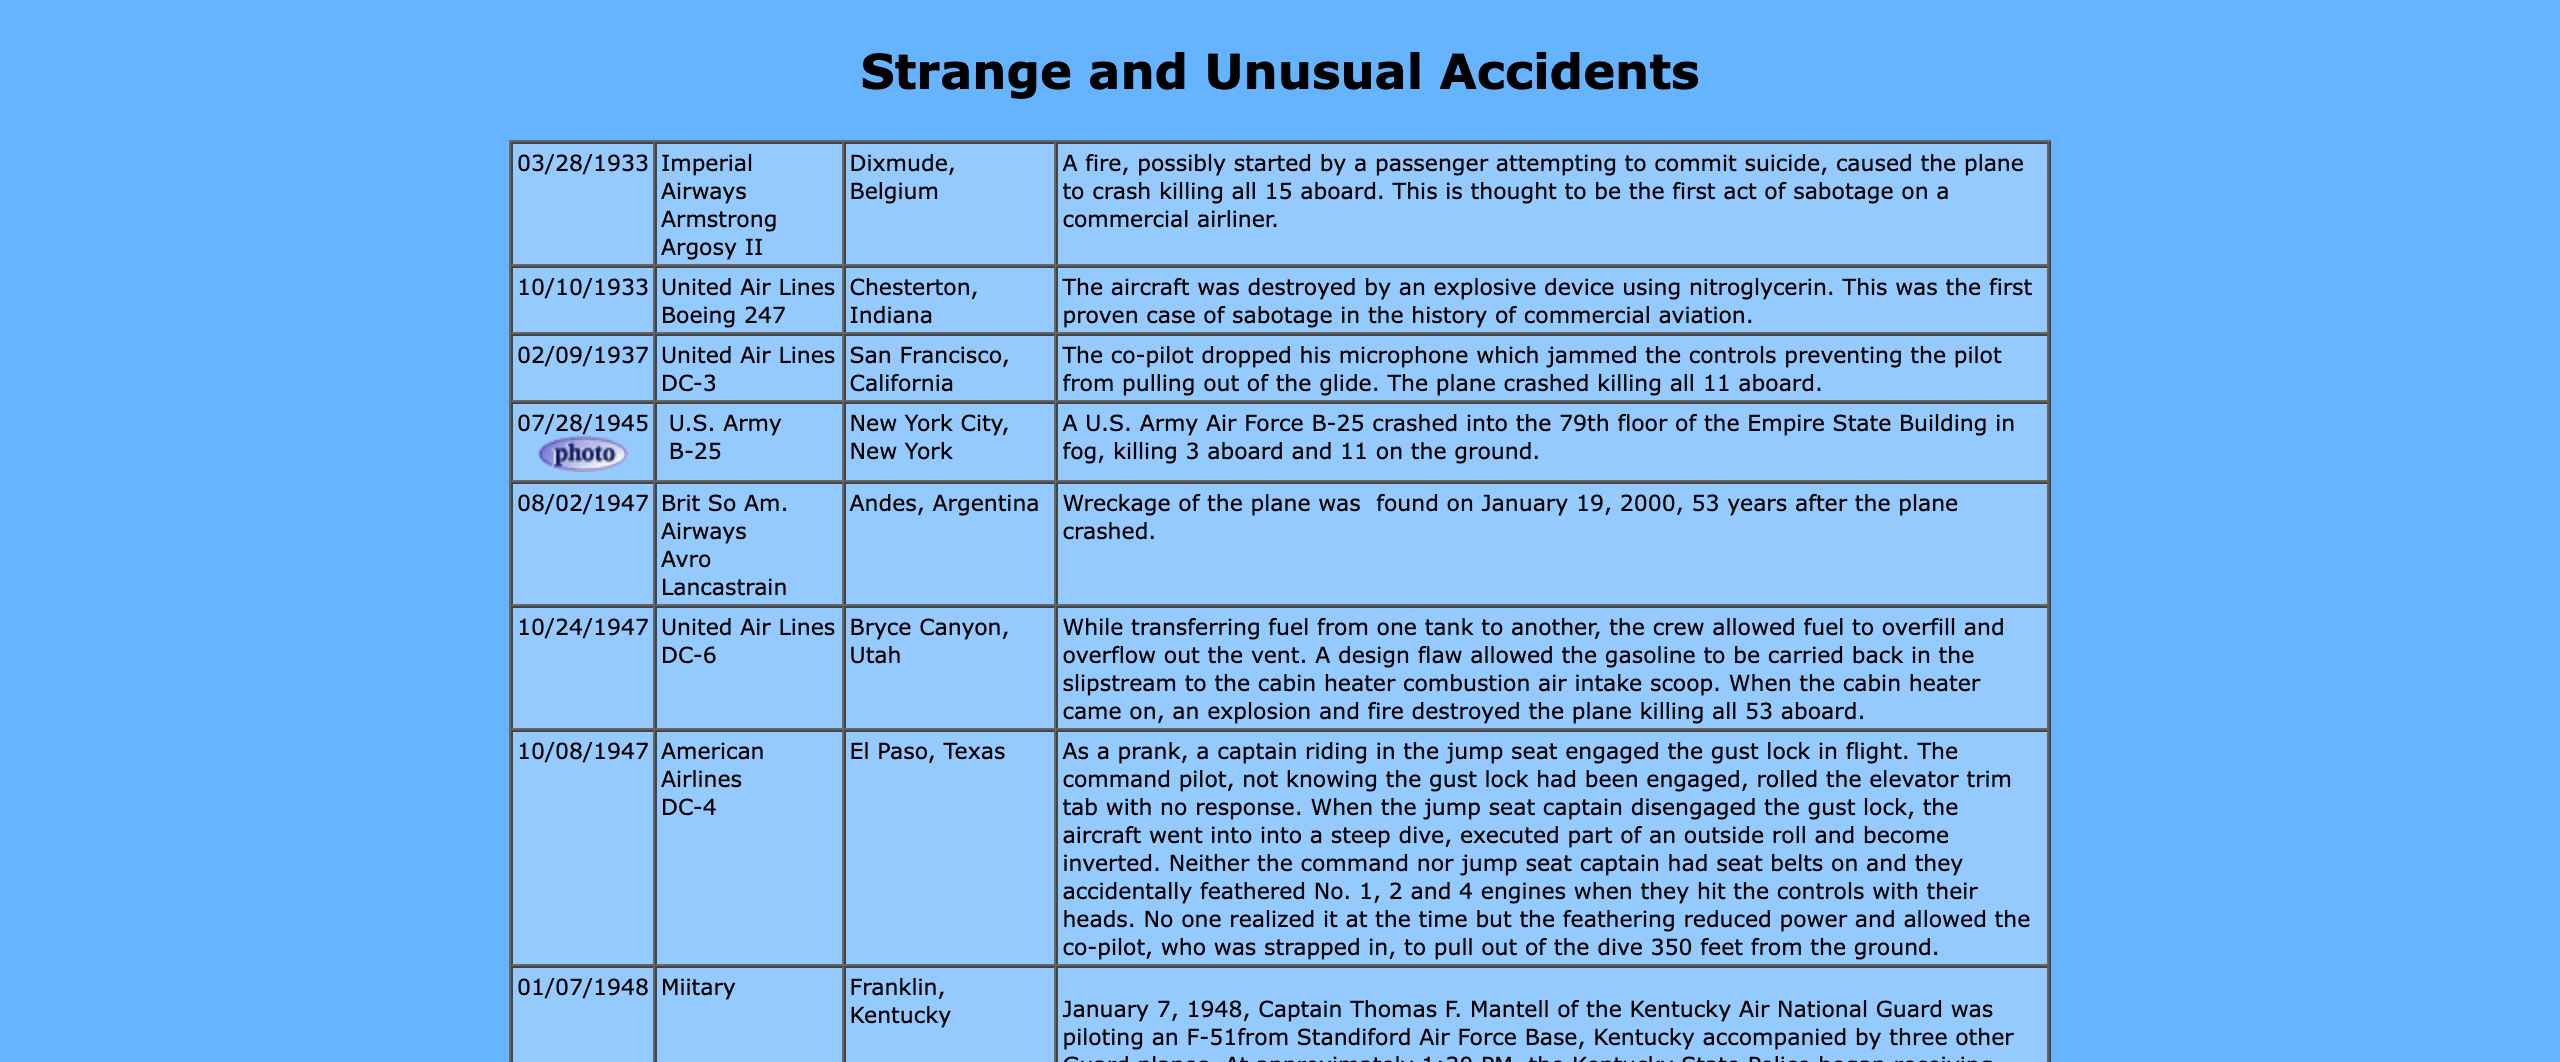 Strange and Unusual Accidents
03/28/1933
Imperial
Airways
Armstrong
Argosy II
Dixmude,
Belgium
A fire, possibly started by a passenger attempting to commit suicide, caused the plane
to crash killing all 15 aboard. This is thought to be the first act of sabotage on a
commercial airliner.
10/10/1933
United Air Lines
Boeing 247
Chesterton,
Indiana
The aircraft was destroyed by an explosive device using nitroglycerin. This was the first
proven case of sabotage in the history of commercial aviation.
02/09/1937
United Air Lines
DC-3
San Francisco,
California
The co-pilot dropped his microphone which jammed the controls preventing the pilot
from pulling out of the glide. The plane crashed killing all 11 aboard.
07/28/1945
photo
U.S. Army
B-25
New York City,
New York
A U.S. Army Air Force B-25 crashed into the 79th floor of the Empire State Building in
fog, killing 3 aboard and 11 on the ground.
08/02/1947
Brit So Am.
Airways
Avro
Lancastrain
Andes, Argentina
Wreckage of the plane was  found on January 19, 2000, 53 years after the plane
crashed.
10/24/1947
United Air Lines
DC-6
Bryce Canyon,
Utah
While transferring fuel from one tank to another, the crew allowed fuel to overfill and
overflow out the vent. A design flaw allowed the gasoline to be carried back in the
slipstream to the cabin heater combustion air intake scoop. When the cabin heater
came on, an explosion and fire destroyed the plane killing all 53 aboard.
10/08/1947
American
Airlines
DC-4
El Paso, Texas
As a prank, a captain riding in the jump seat engaged the gust lock in flight. The
command pilot, not knowing the gust lock had been engaged, rolled the elevator trim
tab with no response. When the jump seat captain disengaged the gust lock, the
aircraft went into into a steep dive, executed part of an outside roll and become
inverted. Neither the command nor jump seat captain had seat belts on and they
accidentally feathered No. 1, 2 and 4 engines when they hit the controls with their
heads. No one realized it at the time but the feathering reduced power and allowed the
co-pilot, who was strapped in, to pull out of the dive 350 feet from the ground.
01/07/1948
Miitary
Franklin,
Kentucky
January 7, 1948, Captain Thomas F. Mantell of the Kentucky Air National Guard was
piloting an F-51from Standiford Air Force Base, Kentucky accompanied by three other
Guard planes. At approximately 1:20 PM, the Kentucky State Police began receiving